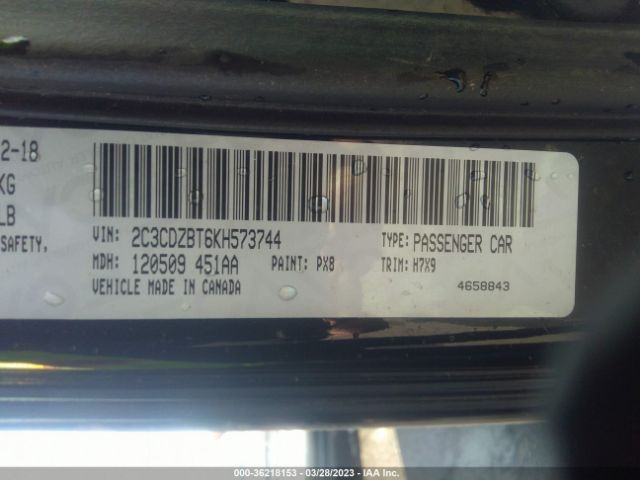 2-18
KG
LB
SAFETY,
VIN: 2C3CDZBT6KH573744
TYPE: PASSENGER CAR
MDH: 120509 451AA
PAINT: PX8
TRIM: H7X9
VEHICLE MADE IN CANADA
4658843
000-36218153 — 03/28/2023 — IAA Inc.